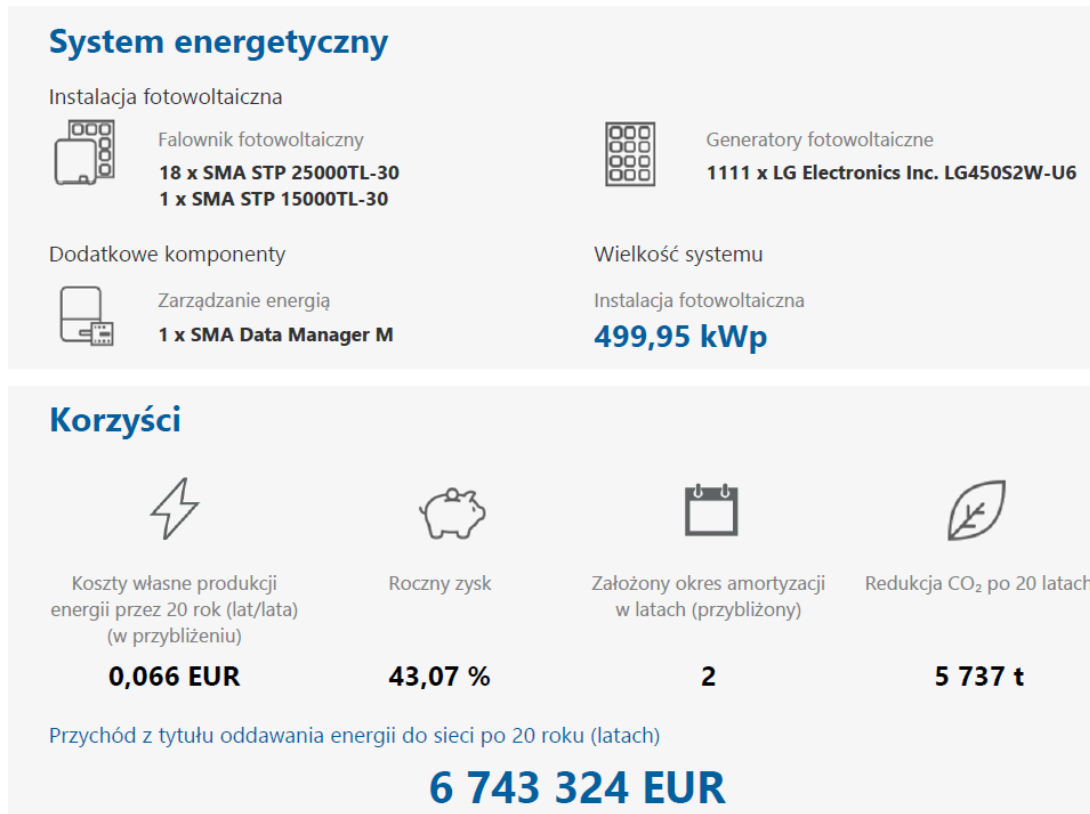 System energetyczny
Instalacja fotowoltaiczna
Falownik fotowoltaiczny
18 x SMA STP 25000TL-30
1 x SMA STP 15000TL-30
Generatory fotowoltaiczne
1111 x LG Electronics Inc. LG450S2W-U6
Dodatkowe komponenty
Zarządzanie energią
1 x SMA Data Manager M
Wielkość systemu
Instalacja fotowoltaiczna
499,95 kWp
Korzyści
Koszty własne produkcji
energii przez 20 rok (lat/lata)
(w przybliżeniu)
0,066 EUR
Roczny zysk
43,07 %
Założony okres amortyzacji
w latach (przybliżony)
2
Redukcja CO₂ po 20 latach
5 737 t
Przychód z tytułu oddawania energii do sieci po 20 roku (latach)
6 743 324 EUR